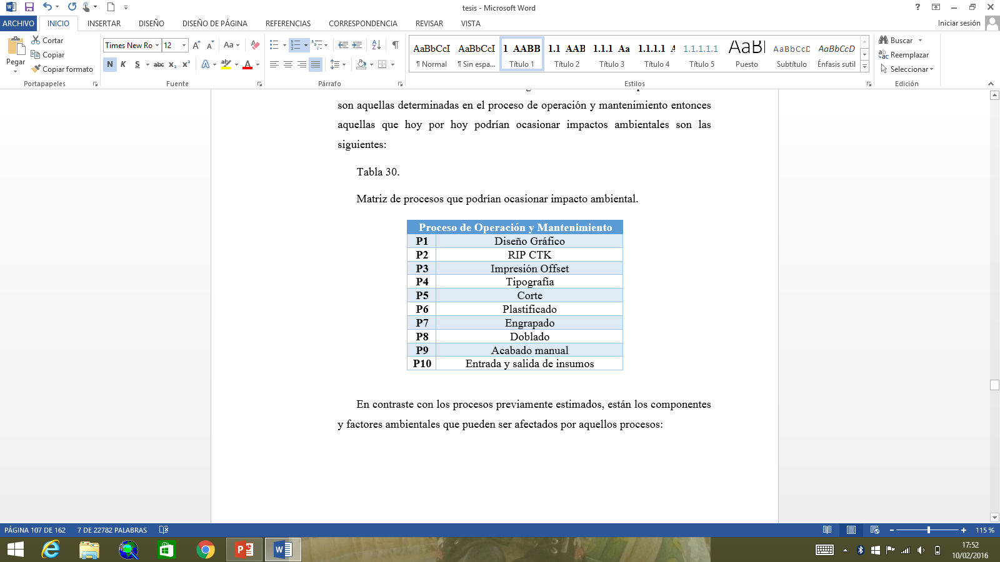 tesis - Microsoft Word
ARCHIVO INICIO INSERTAR DISEÑO DISEÑO DE PÁGINA REFERENCIAS CORRESPONDENCIA REVISAR VISTA Iniciar sesión
Pegar
Cortar
Copiar
Copiar formato
Portapapeles
Times New Ro 12
N K S abc x₂ x²
Fuente
Párrafo
AaBbCcI AaBbCcI 1 AABB 1.1 AAB 1.1.1 Aa 1.1.1.1 A 1.1.1.1.1 AaBl AaBbCcD AaBbCcD
¶ Normal ¶ Sin espa... Título 1 Título 2 Título 3 Título 4 Título 5 Puesto Subtítulo Énfasis sutil
Estilos
Buscar
Reemplazar
Seleccionar
Edición
son aquellas determinadas en el proceso de operación y mantenimiento entonces
aquellas que hoy por hoy podrían ocasionar impactos ambientales son las
siguientes:
Tabla 30.
Matriz de procesos que podrían ocasionar impacto ambiental.
Proceso de Operación y Mantenimiento
P1 Diseño Gráfico
P2 RIP CTK
P3 Impresión Offset
P4 Tipografía
P5 Corte
P6 Plastificado
P7 Engrapado
P8 Doblado
P9 Acabado manual
P10 Entrada y salida de insumos
En contraste con los procesos previamente estimados, están los componentes
y factores ambientales que pueden ser afectados por aquellos procesos:
PÁGINA 107 DE 162 7 DE 22782 PALABRAS 115 %
17:52
10/02/2016